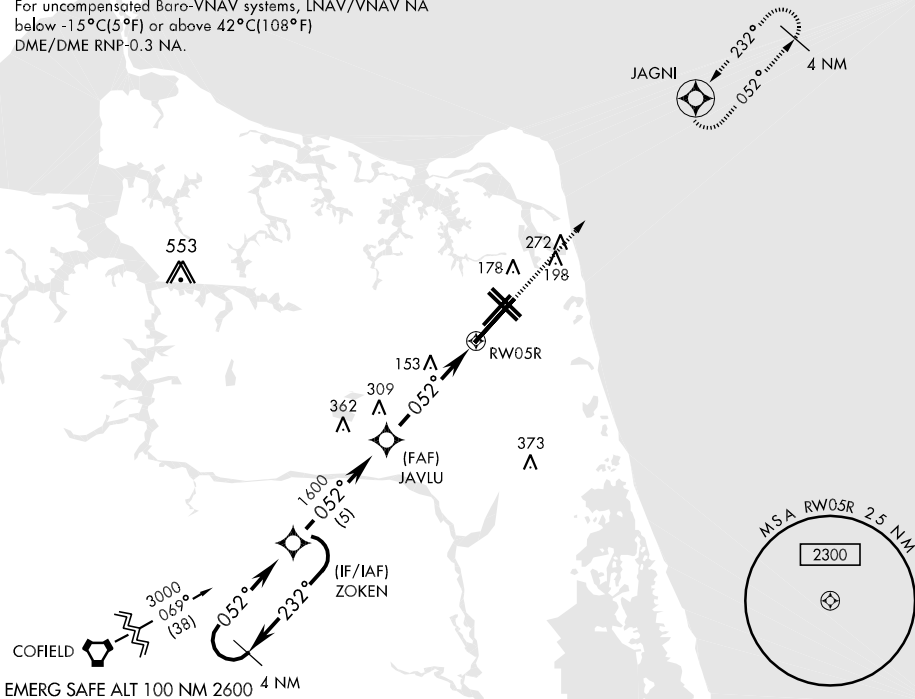 For uncompensated Baro-VNAV systems, LNAV/VNAV NA
below -15°C(5°F) or above 42°C(108°F)
DME/DME RNP-0.3 NA.
JAGNI
232°
052°
4 NM
553
272
178
198
RW05R
153
052°
309
362
(FAF)
JAVLU
373
1600
052°
(5)
MSA RW05R 25 NM
2300
(IF/IAF)
ZOKEN
052°
232°
3000
069°
(38)
COFIELD
4 NM
EMERG SAFE ALT 100 NM 2600